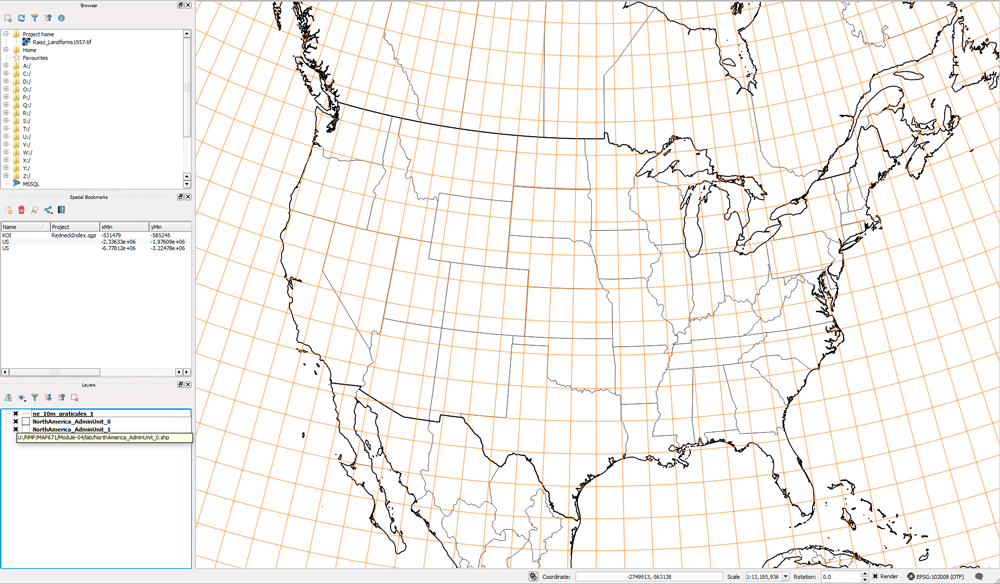 Browser
Project home
Raisz_Landforms1957.tif
Home
Favourites
A:/
C:/
D:/
O:/
P:/
Q:/
R:/
S:/
T:/
U:/
V:/
W:/
X:/
Y:/
Z:/
MSSQL
Spatial Bookmarks
Name Project xMin yMin
KOI RedneckIndex.qgs -531479 -585245
US -2.33633e+06 -1.97609e+06
US -6.77812e+06 -3.22478e+06
Layers
ne_10m_graticules_1
NorthAmerica_AdminUnit_0
NorthAmerica_AdminUnit_1
U:/NMP/MAP671/Module-04/lab/NorthAmerica_AdminUnit_0.shp
Coordinate: -2749913,-563138 Scale 1:13,185,936 Rotation: 0.0 Render EPSG:102008 (OTF)